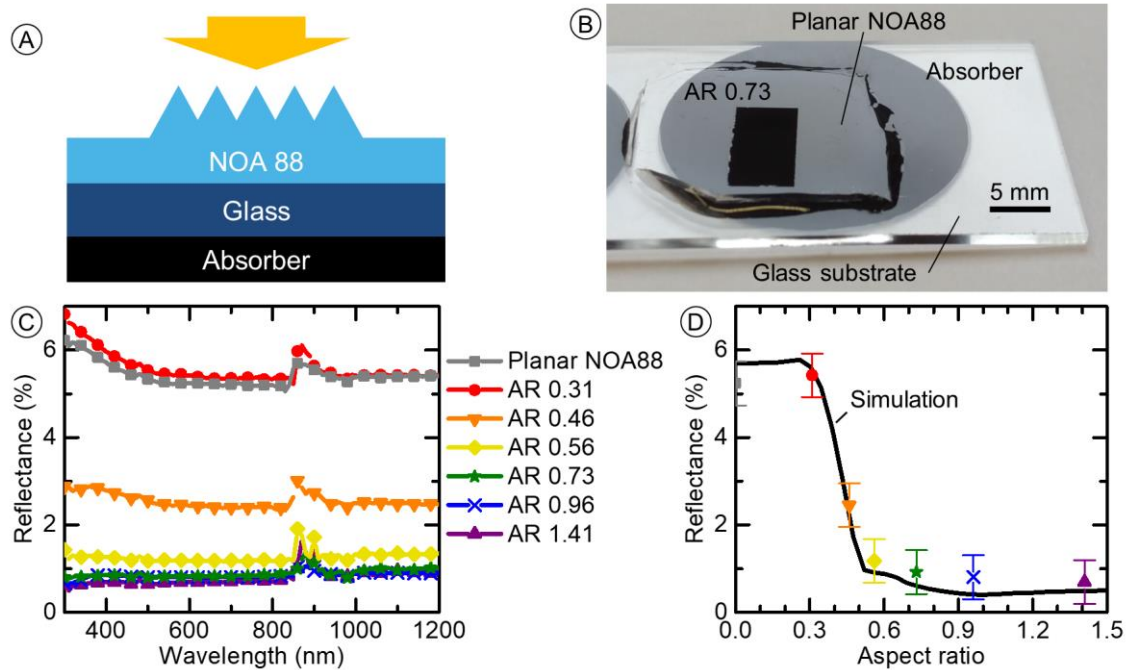 A
NOA 88
Glass
Absorber
B
Planar NOA88
Absorber
AR 0.73
5 mm
Glass substrate
C
Reflectance (%)
6
4
2
0
400 600 800 1000 1200
Wavelength (nm)
Planar NOA88
AR 0.31
AR 0.46
AR 0.56
AR 0.73
AR 0.96
AR 1.41
D
Reflectance (%)
6
4
2
0
Simulation
0.0 0.3 0.6 0.9 1.2 1.5
Aspect ratio